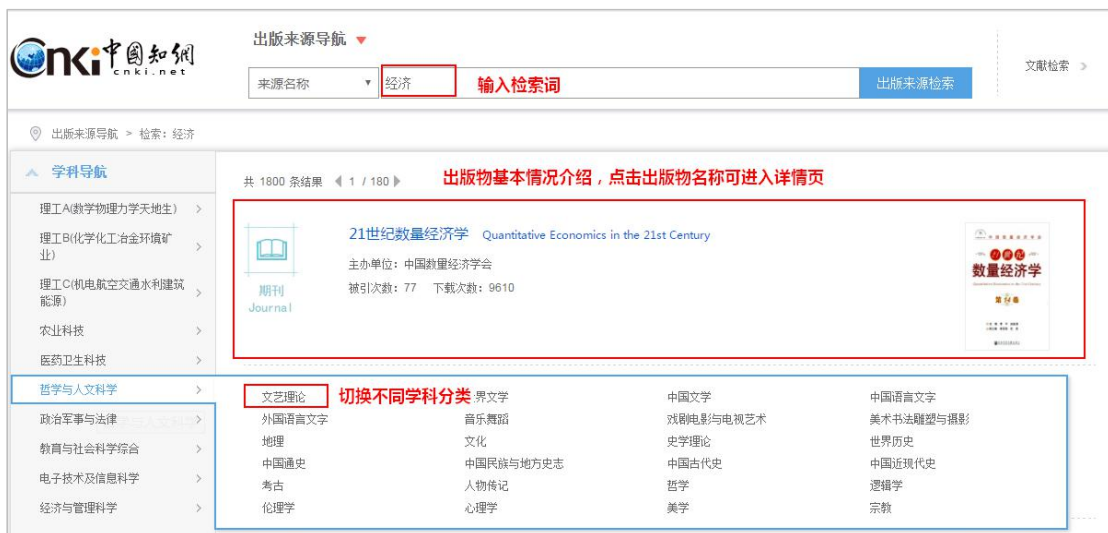 Cnki中國知網
cnki.net
出版来源导航
来源名称 经济 输入检索词 出版来源检索
文献检索
出版来源导航 > 检索: 经济
学科导航
共 1800 条结果 1 / 180 出版物基本情况介绍，点击出版物名称可进入详情页
理工A(数学物理力学天地生)
理工B(化学化工冶金环境矿
业)
理工C(机电航空交通水利建筑
能源)
农业科技
医药卫生科技
哲学与人文科学
政治军事与法律
教育与社会科学综合
电子技术及信息科学
经济与管理科学
期刊
Journal
21世纪数量经济学 Quantitative Economics in the 21st Century
主办单位: 中国数量经济学会
被引次数: 77 下载次数: 9610
21世纪
数量经济学
文艺理论 切换不同学科分类 界文学 中国文学 中国语言文字
外国语言文字 音乐舞蹈 戏剧电影与电视艺术 美术书法雕塑与摄影
地理 文化 史学理论 世界历史
中国通史 中国民族与地方史志 中国古代史 中国近现代史
考古 人物传记 哲学 逻辑学
伦理学 心理学 美学 宗教